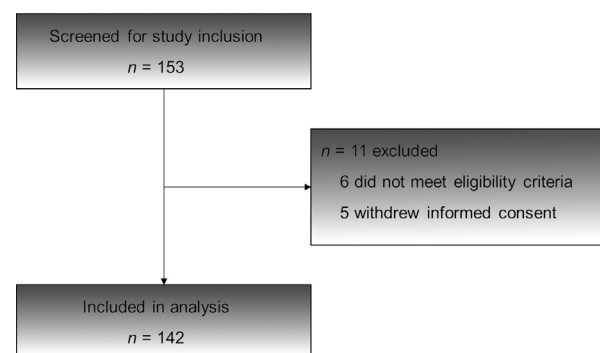 Screened for study inclusion
n = 153
n = 11 excluded
6 did not meet eligibility criteria
5 withdrew informed consent
Included in analysis
n = 142